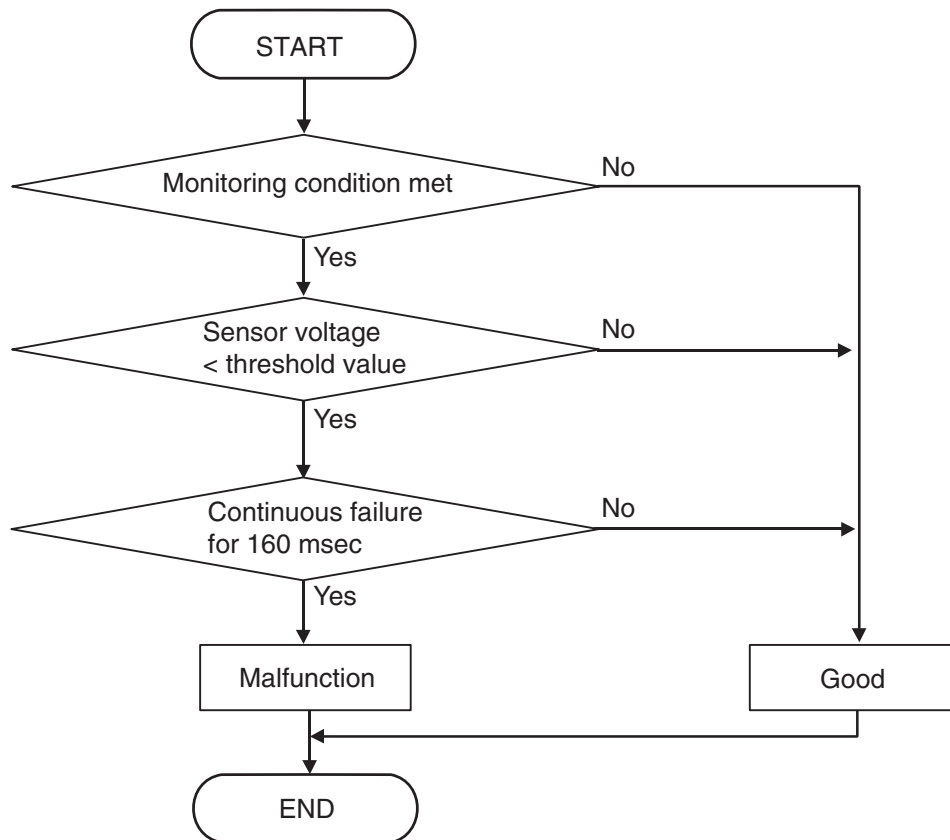 START
Monitoring condition met
No
Yes
Sensor voltage
< threshold value
No
Yes
Continuous failure
for 160 msec
No
Yes
Malfunction
Good
END